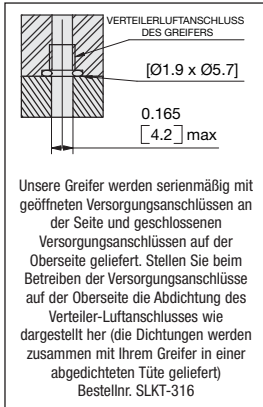 VERTEILERLUFTANSCHLUSS
DES GREIFERS
[Ø1.9 x Ø5.7]
0.165
[4.2] max
Unsere Greifer werden serienmäßig mit
geöffneten Versorgungsanschlüssen an
der Seite und geschlossenen
Versorgungsanschlüssen auf der
Oberseite geliefert. Stellen Sie beim
Betreiben der Versorgungsanschlüsse
auf der Oberseite die Abdichtung des
Verteiler-Luftanschlusses wie
dargestellt her (die Dichtungen werden
zusammen mit Ihrem Greifer in einer
abgedichteten Tüte geliefert)
Bestellnr. SLKT-316